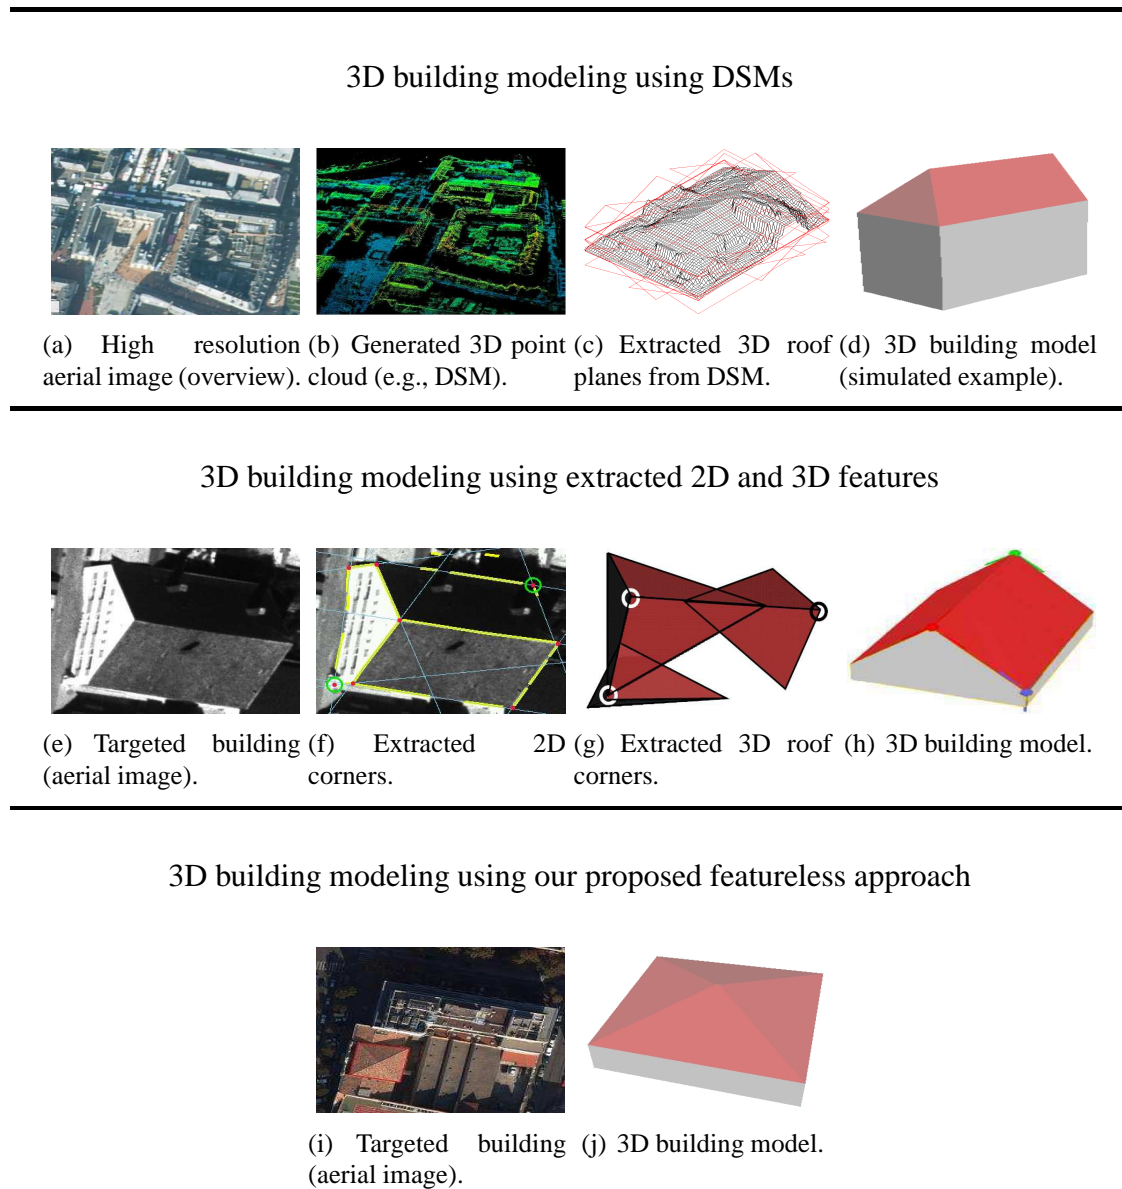 3D building modeling using DSMs
(a) High resolution
aerial image (overview).
(b) Generated 3D point
cloud (e.g., DSM).
(c) Extracted 3D roof
planes from DSM.
(d) 3D building model
(simulated example).
3D building modeling using extracted 2D and 3D features
(e) Targeted building
(aerial image).
(f) Extracted 2D
corners.
(g) Extracted 3D roof
corners.
(h) 3D building model.
3D building modeling using our proposed featureless approach
(i) Targeted building
(aerial image).
(j) 3D building model.